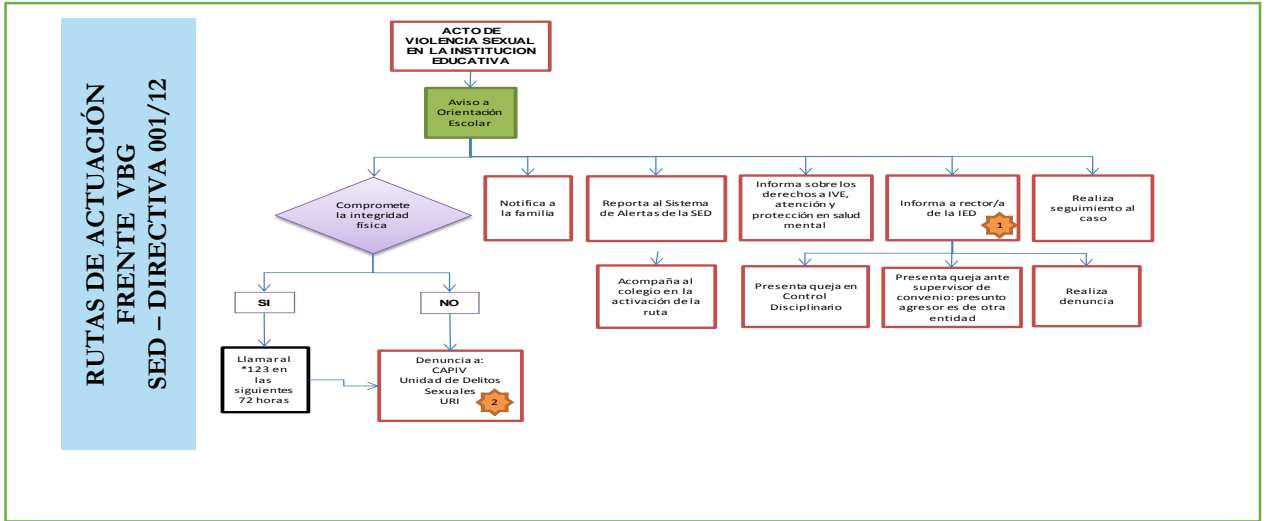 RUTAS DE ACTUACIÓN
FRENTE VBG
SED – DIRECTIVA 001/12
ACTO DE
VIOLENCIA SEXUAL
EN LA INSTITUCION
EDUCATIVA
Aviso a
Orientación
Escolar
Compromete
la integridad
física
Notifica a
la familia
Reporta al Sistema
de Alertas de la SED
Informa sobre los
derechos a IVE,
atención y
protección en salud
mental
Informa a rector/a
de la IED
1
Realiza
seguimiento al
caso
SI
NO
Acompaña al
colegio en la
activación de la
ruta
Presenta queja en
Control
Disciplinario
Presenta queja ante
supervisor de
convenio: presunto
agresor es de otra
entidad
Realiza
denuncia
Llamar al
*123 en
las
siguientes
72 horas
Denuncia a:
CAPIV
Unidad de Delitos
Sexuales
URI
2